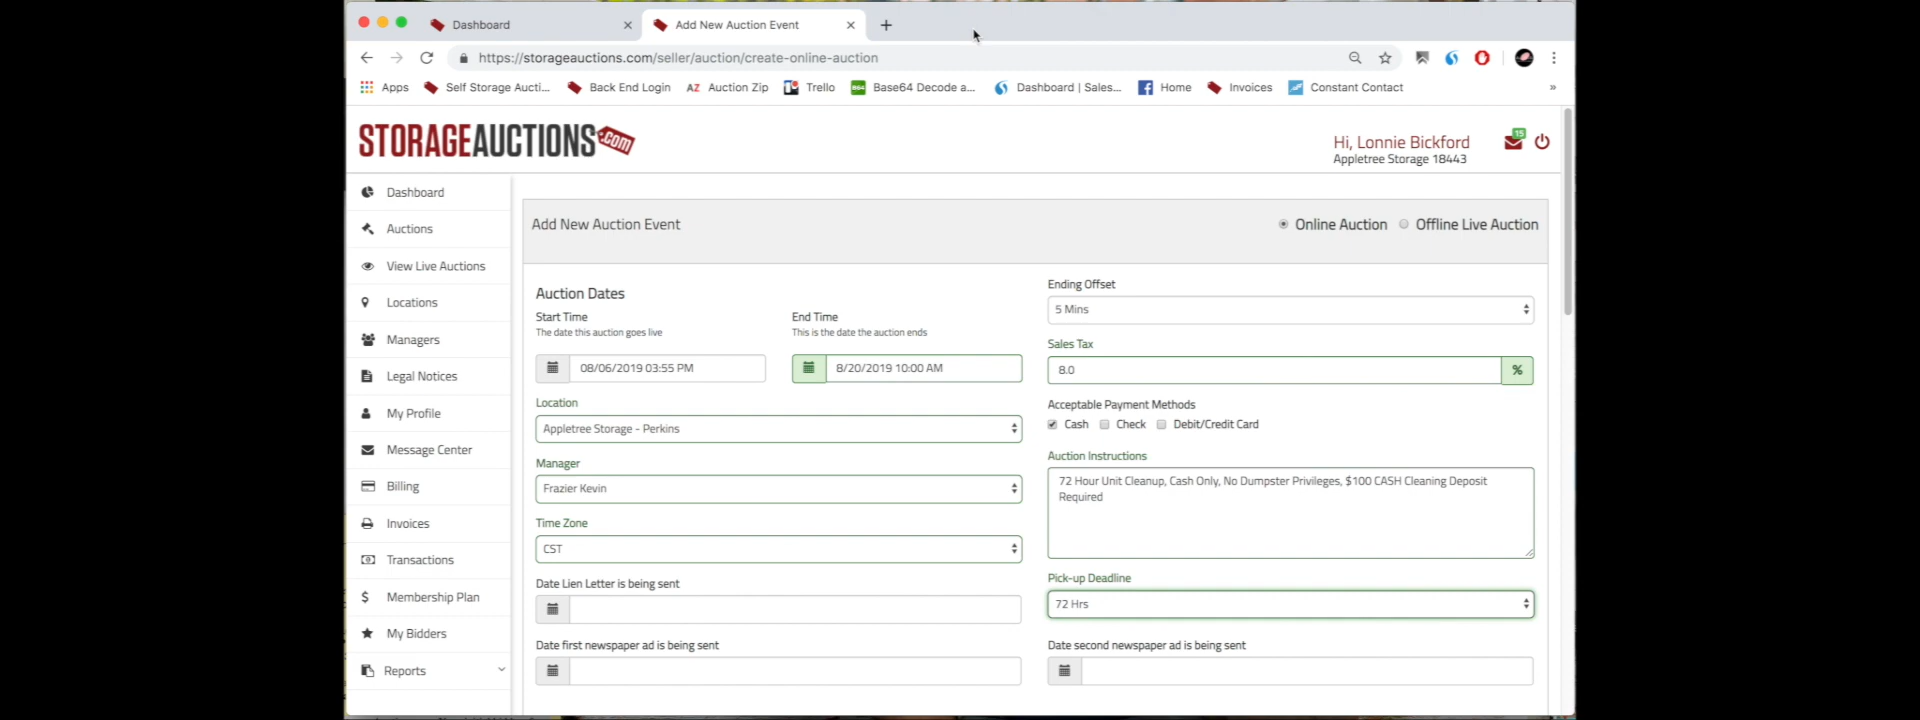 Dashboard
Add New Auction Event
https://storageauctions.com/seller/auction/create-online-auction
Apps
Self Storage Aucti...
Back End Login
AZ Auction Zip
Trello
Base64 Decode a...
Dashboard | Sales...
Home
Invoices
Constant Contact
»
STORAGEAUCTIONS.com
Hi, Lonnie Bickford
15
Appletree Storage 18443
Dashboard
Auctions
View Live Auctions
Locations
Managers
Legal Notices
My Profile
Message Center
Billing
Invoices
Transactions
$ Membership Plan
My Bidders
Reports
Add New Auction Event
Online Auction
Offline Live Auction
Auction Dates
Start Time
The date this auction goes live
08/06/2019 03:55 PM
End Time
This is the date the auction ends
8/20/2019 10:00 AM
Location
Appletree Storage - Perkins
Manager
Frazier Kevin
Time Zone
CST
Date Lien Letter is being sent
Date first newspaper ad is being sent
Ending Offset
5 Mins
Sales Tax
8.0 %
Acceptable Payment Methods
Cash Check Debit/Credit Card
Auction Instructions
72 Hour Unit Cleanup, Cash Only, No Dumpster Privileges, $100 CASH Cleaning Deposit
Required
Pick-up Deadline
72 Hrs
Date second newspaper ad is being sent